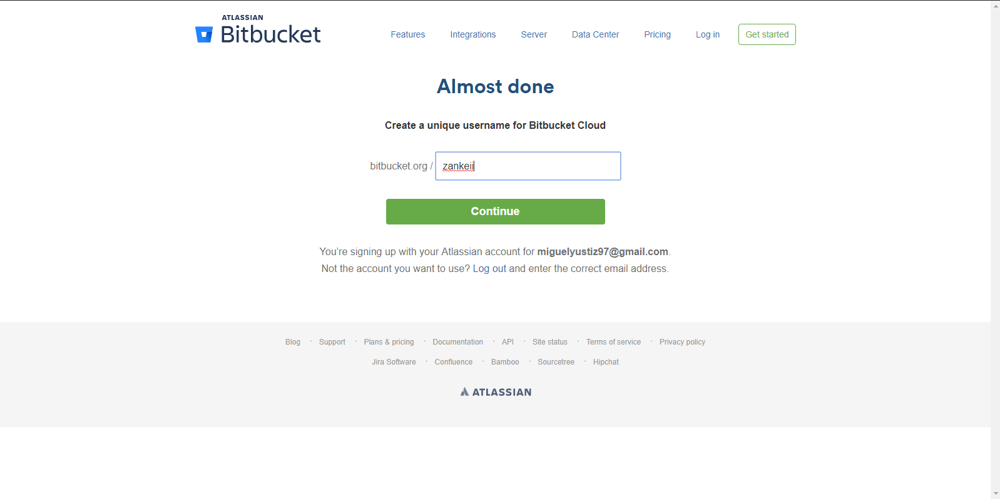 ATLASSIAN
Bitbucket
Features Integrations Server Data Center Pricing Log in Get started
Almost done
Create a unique username for Bitbucket Cloud
bitbucket.org / zankeii
Continue
You’re signing up with your Atlassian account for miguelyustiz97@gmail.com.
Not the account you want to use? Log out and enter the correct email address.
Blog · Support · Plans & pricing · Documentation · API · Site status · Terms of service · Privacy policy
Jira Software · Confluence · Bamboo · Sourcetree · Hipchat
ATLASSIAN